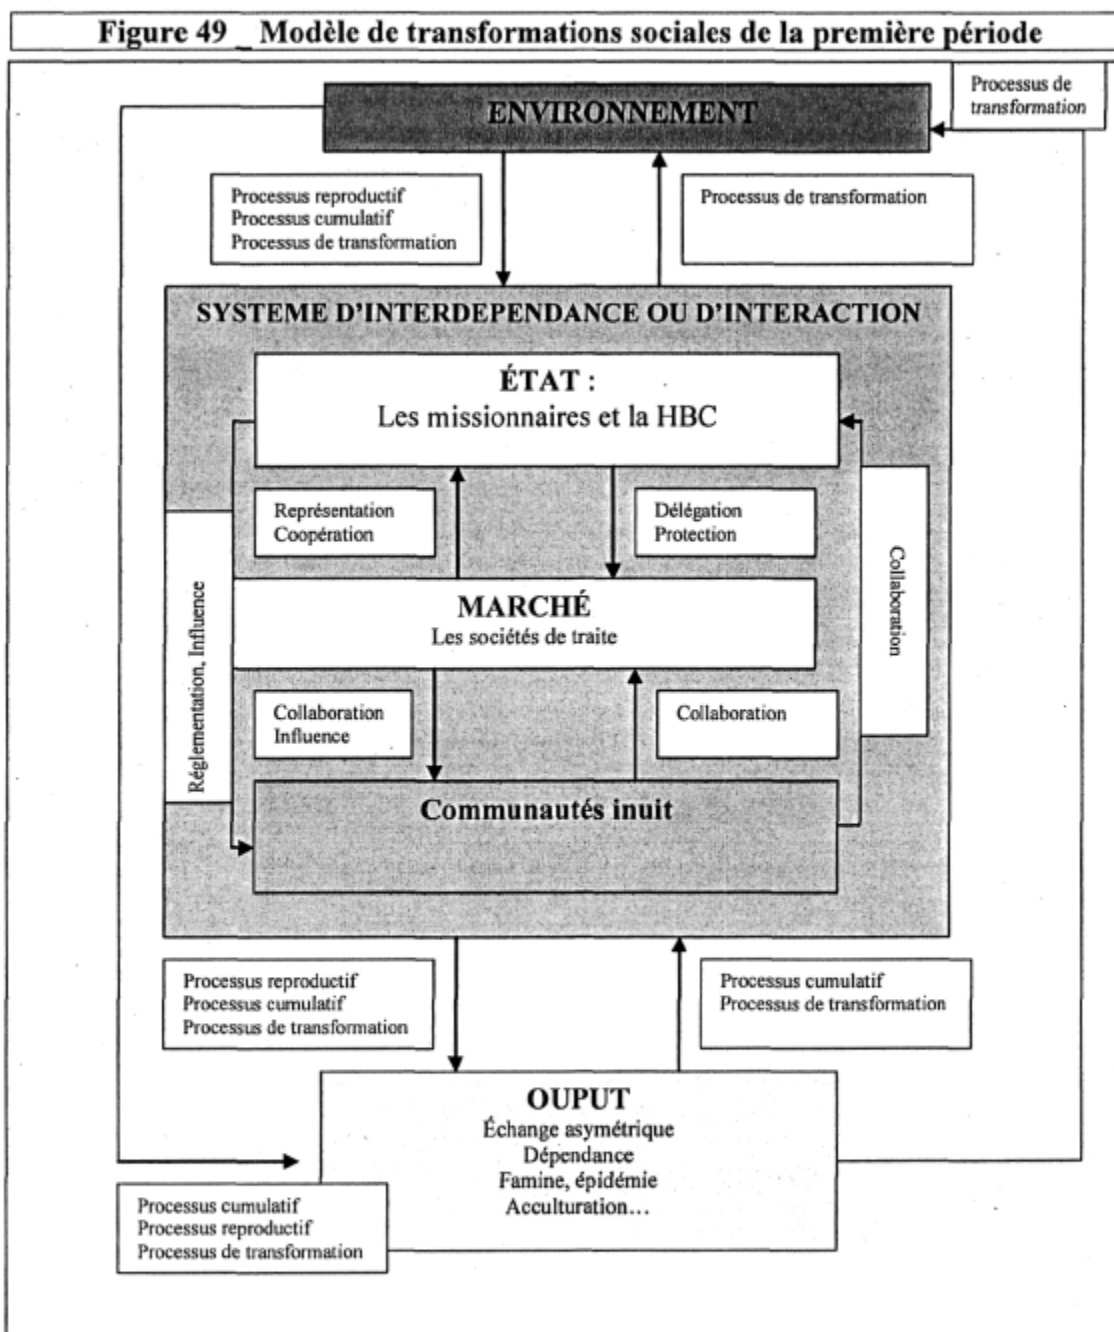 Figure 49 _ Modèle de transformations sociales de la première période
Processus de
transformation
ENVIRONNEMENT
Processus reproductif
Processus cumulatif
Processus de transformation
Processus de transformation
SYSTEME D'INTERDEPENDANCE OU D'INTERACTION
ÉTAT :
Les missionnaires et la HBC
Représentation
Coopération
Délégation
Protection
Réglementation, Influence
Collaboration
MARCHÉ
Les sociétés de traite
Collaboration
Influence
Collaboration
Communautés inuit
Processus reproductif
Processus cumulatif
Processus de transformation
Processus cumulatif
Processus de transformation
OUPUT
Échange asymétrique
Dépendance
Famine, épidémie
Acculturation…
Processus cumulatif
Processus reproductif
Processus de transformation